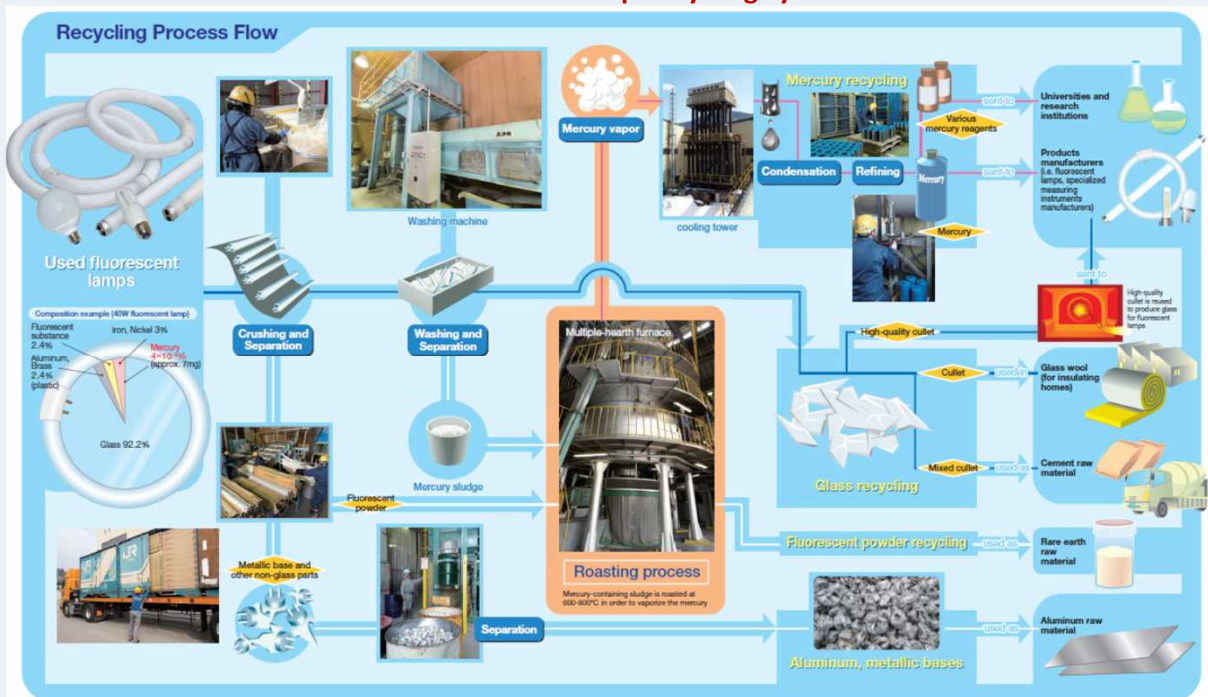 Recycling Process Flow
Used fluorescent
lamps
Composition example (40W fluorescent lamp)
Fluorescent
substance
2.4%
Iron, Nickel 3%
Aluminum,
Brass
2.4%
(plastic)
Mercury
(approx. 7mg)
Glass 92.2%
JR
Crushing and
Separation
Washing machine
Washing and
Separation
Mercury sludge
Fluorescent
powder
Metallic base and
other non-glass parts
Separation
Mercury vapor
Multiple-hearth furnace
Roasting process
Mercury-containing sludge is roasted at
600-800°C in order to vaporize the mercury
cooling tower
Mercury recycling
Condensation
Refining
Various
mercury reagents
Mercury
Mercury
sent to
Universities and
research
institutions
sent to
Products
manufacturers
(i.e. fluorescent
lamps, specialized
measuring
instruments
manufacturers)
sent to
High-quality
cullet is reused
to produce glass
for fluorescent
lamps
High-quality cullet
Cullet
used in
Glass wool
(for insulating
homes)
Mixed cullet
used as
Cement raw
material
Glass recycling
Fluorescent powder recycling
used as
Rare earth
raw
material
Aluminum, metallic bases
used as
Aluminum raw
material